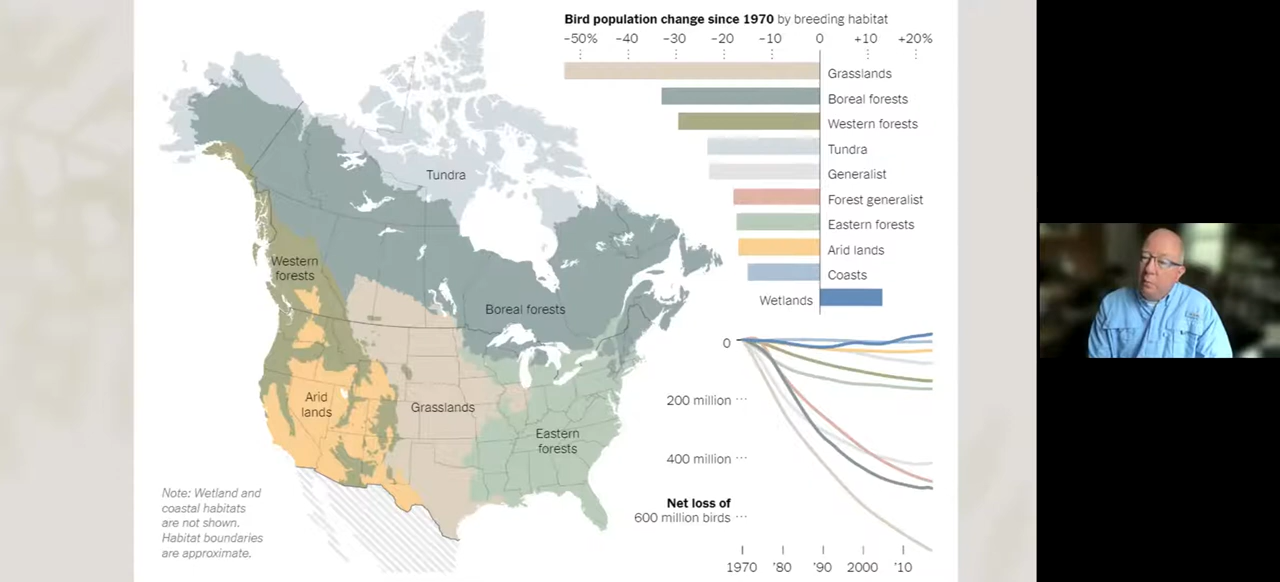 Bird population change since 1970 by breeding habitat
–50% –40 –30 –20 –10 0 +10 +20%
Grasslands
Boreal forests
Western forests
Tundra
Generalist
Forest generalist
Eastern forests
Arid lands
Coasts
Wetlands
Tundra
Western
forests
Boreal forests
Arid
lands
Grasslands
Eastern
forests
Note: Wetland and
coastal habitats
are not shown.
Habitat boundaries
are approximate.
0
200 million
400 million
Net loss of
600 million birds
1970 '80 '90 2000 '10